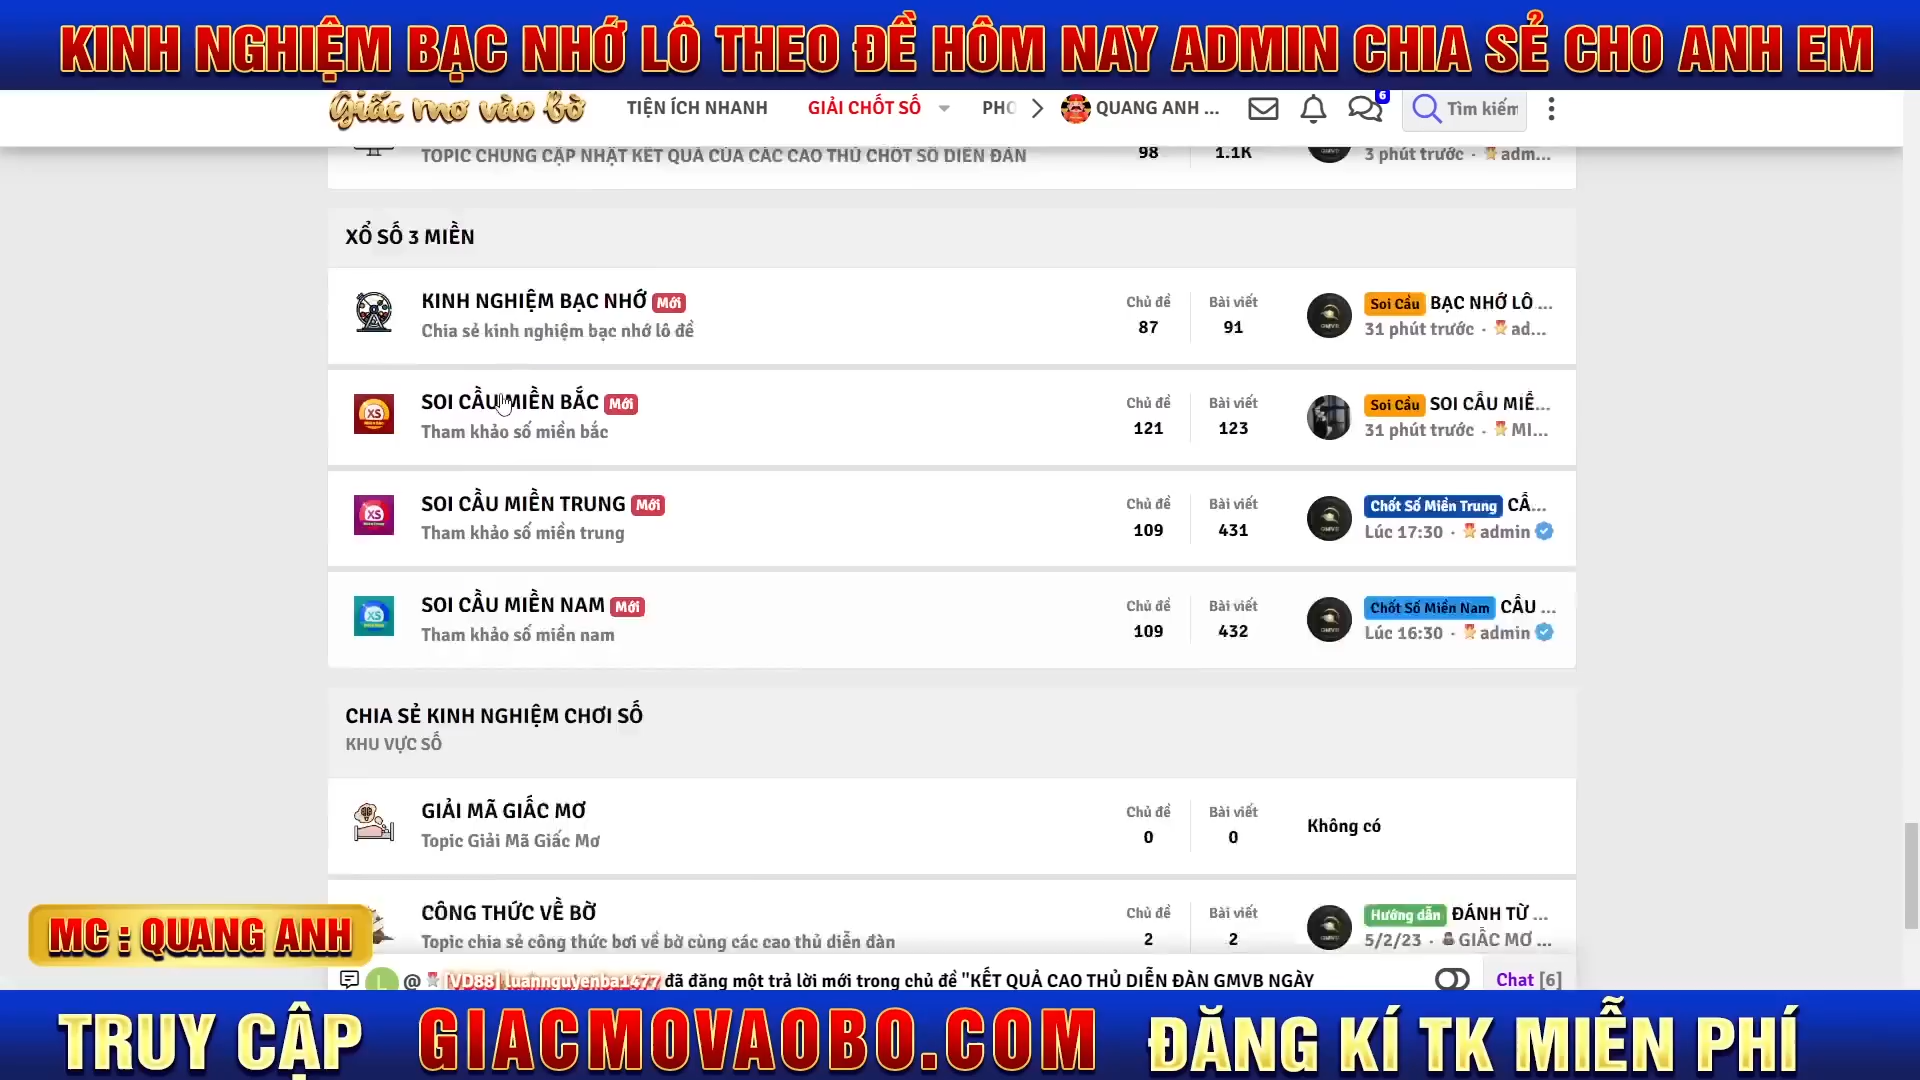 KINH NGHIỆM BẠC NHỚ LÔ THEO ĐỀ HÔM NAY ADMIN CHIA SẺ CHO ANH EM
Giấc mơ vào bờ TIỆN ÍCH NHANH GIẢI CHỐT SỐ PHO QUANG ANH ... 6 Tìm kiếm
TOPIC CHUNG CẬP NHẬT KẾT QUẢ CỦA CÁC CAO THỦ CHỐT SỐ DIỄN ĐÀN 98 1.1K 3 phút trước · adm...
XỔ SỐ 3 MIỀN
KINH NGHIỆM BẠC NHỚ Mới Chủ đề Bài viết Soi Cầu BẠC NHỚ LÔ ...
Chia sẻ kinh nghiệm bạc nhớ lô đề 87 91 31 phút trước · ad...
SOI CẦU MIỀN BẮC Mới Chủ đề Bài viết Soi Cầu SOI CẦU MIỀ...
Tham khảo số miền bắc 121 123 31 phút trước · MI...
SOI CẦU MIỀN TRUNG Mới Chủ đề Bài viết Chốt Số Miền Trung CẦ...
Tham khảo số miền trung 109 431 Lúc 17:30 · admin
SOI CẦU MIỀN NAM Mới Chủ đề Bài viết Chốt Số Miền Nam CẦU ...
Tham khảo số miền nam 109 432 Lúc 16:30 · admin
CHIA SẺ KINH NGHIỆM CHƠI SỐ
KHU VỰC SỐ
GIẢI MÃ GIẤC MƠ Chủ đề Bài viết Không có
Topic Giải Mã Giấc Mơ 0 0
CÔNG THỨC VỀ BỜ Chủ đề Bài viết Hướng dẫn ĐÁNH TỪ ...
Topic chia sẻ công thức bơi về bờ cùng các cao thủ diễn đàn 2 2 5/2/23 · GIẤC MƠ ...
MC : QUANG ANH
L @ [VD88] luannguyenba1477 đã đăng một trả lời mới trong chủ đề "KẾT QUẢ CAO THỦ DIỄN ĐÀN GMVB NGÀY Chat [6]
TRUY CẬP GIACMOVAOBO.COM ĐĂNG KÍ TK MIỄN PHÍ